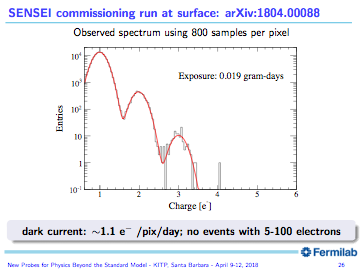 SENSEI commissioning run at surface: arXiv:1804.00088
Observed spectrum using 800 samples per pixel
Exposure: 0.019 gram-days
Entries
10⁴
10³
10²
10
1
10⁻¹
1 2 3 4 5 6
Charge [e⁻]
dark current: ∼1.1 e⁻ /pix/day; no events with 5-100 electrons
Fermilab
New Probes for Physics Beyond the Standard Model - KITP, Santa Barbara - April 9-12, 2018 26